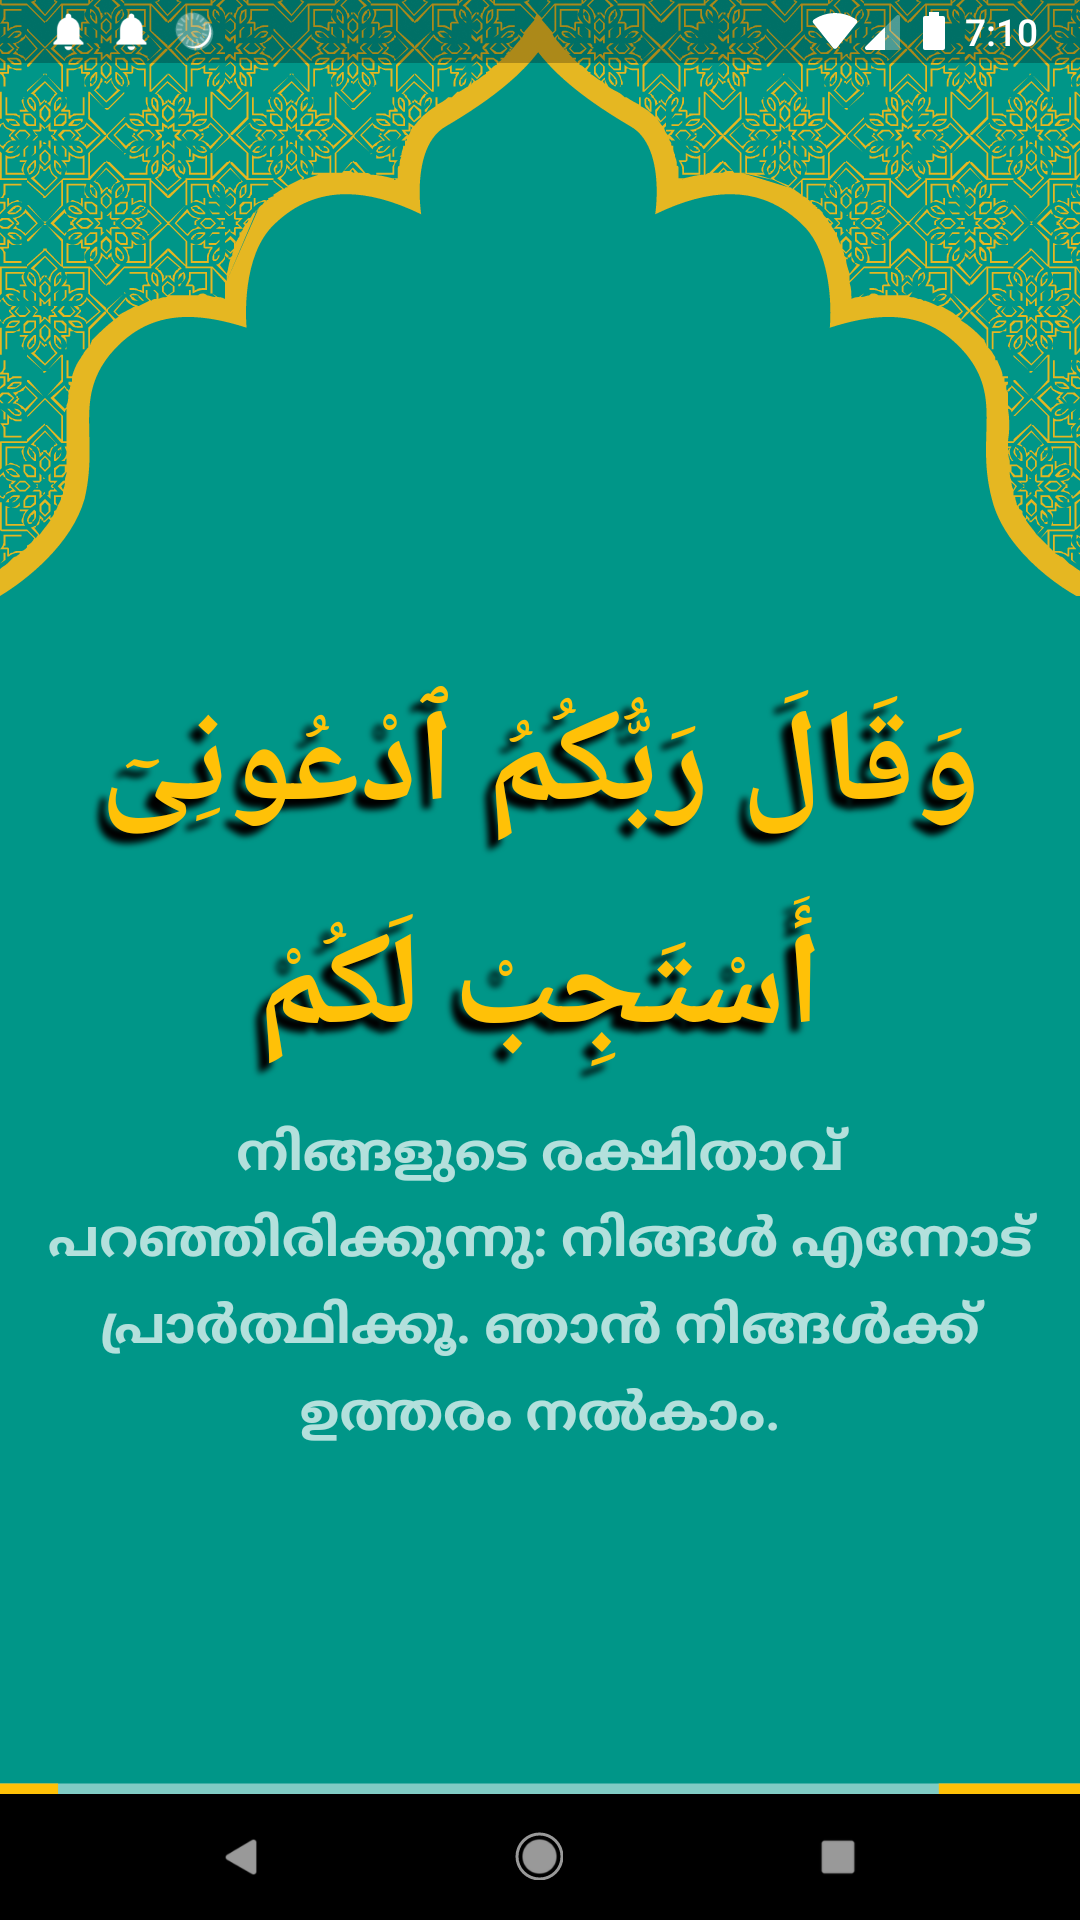 7:10
وَقَالَ رَبُّكُمُ ٱدْعُونِىٓ
أَسْتَجِبْ لَكُمْ
നിങ്ങളുടെ രക്ഷിതാവ്
പറഞ്ഞിരിക്കുന്നു: നിങ്ങൾ എന്നോട്
പ്രാർത്ഥിക്കൂ. ഞാൻ നിങ്ങൾക്ക്
ഉത്തരം നൽകാം.